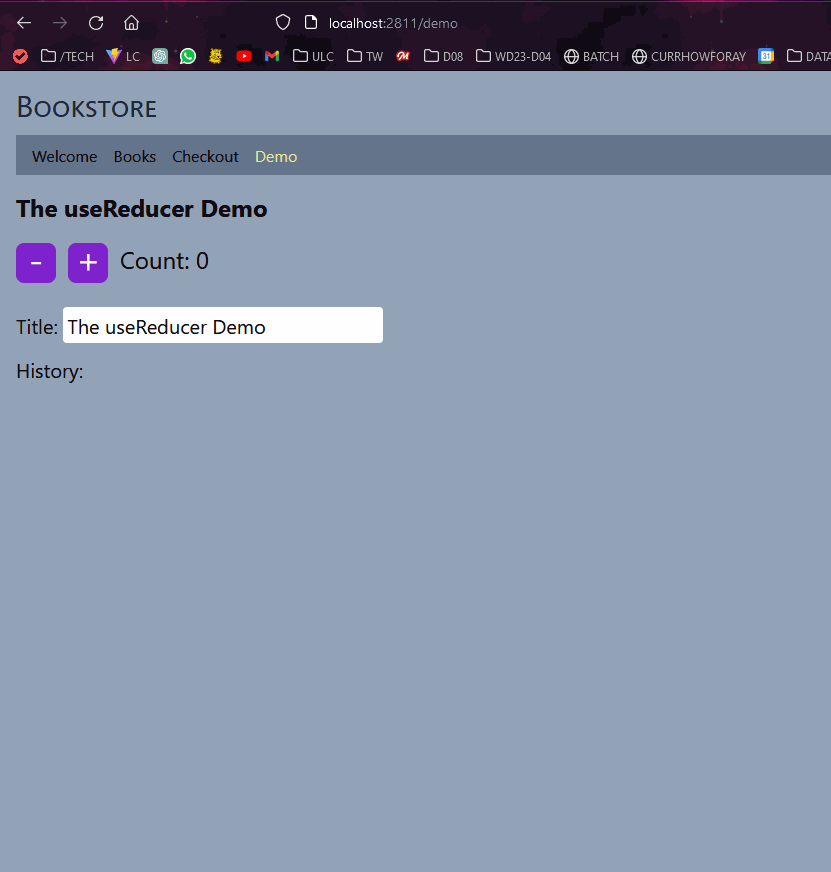 localhost:2811/demo
/TECH LC ULC TW D08 WD23-D04 BATCH CURRHOWFORAY 31 DATA
Bookstore
Welcome Books Checkout Demo
The useReducer Demo
- + Count: 0
Title: The useReducer Demo
History: